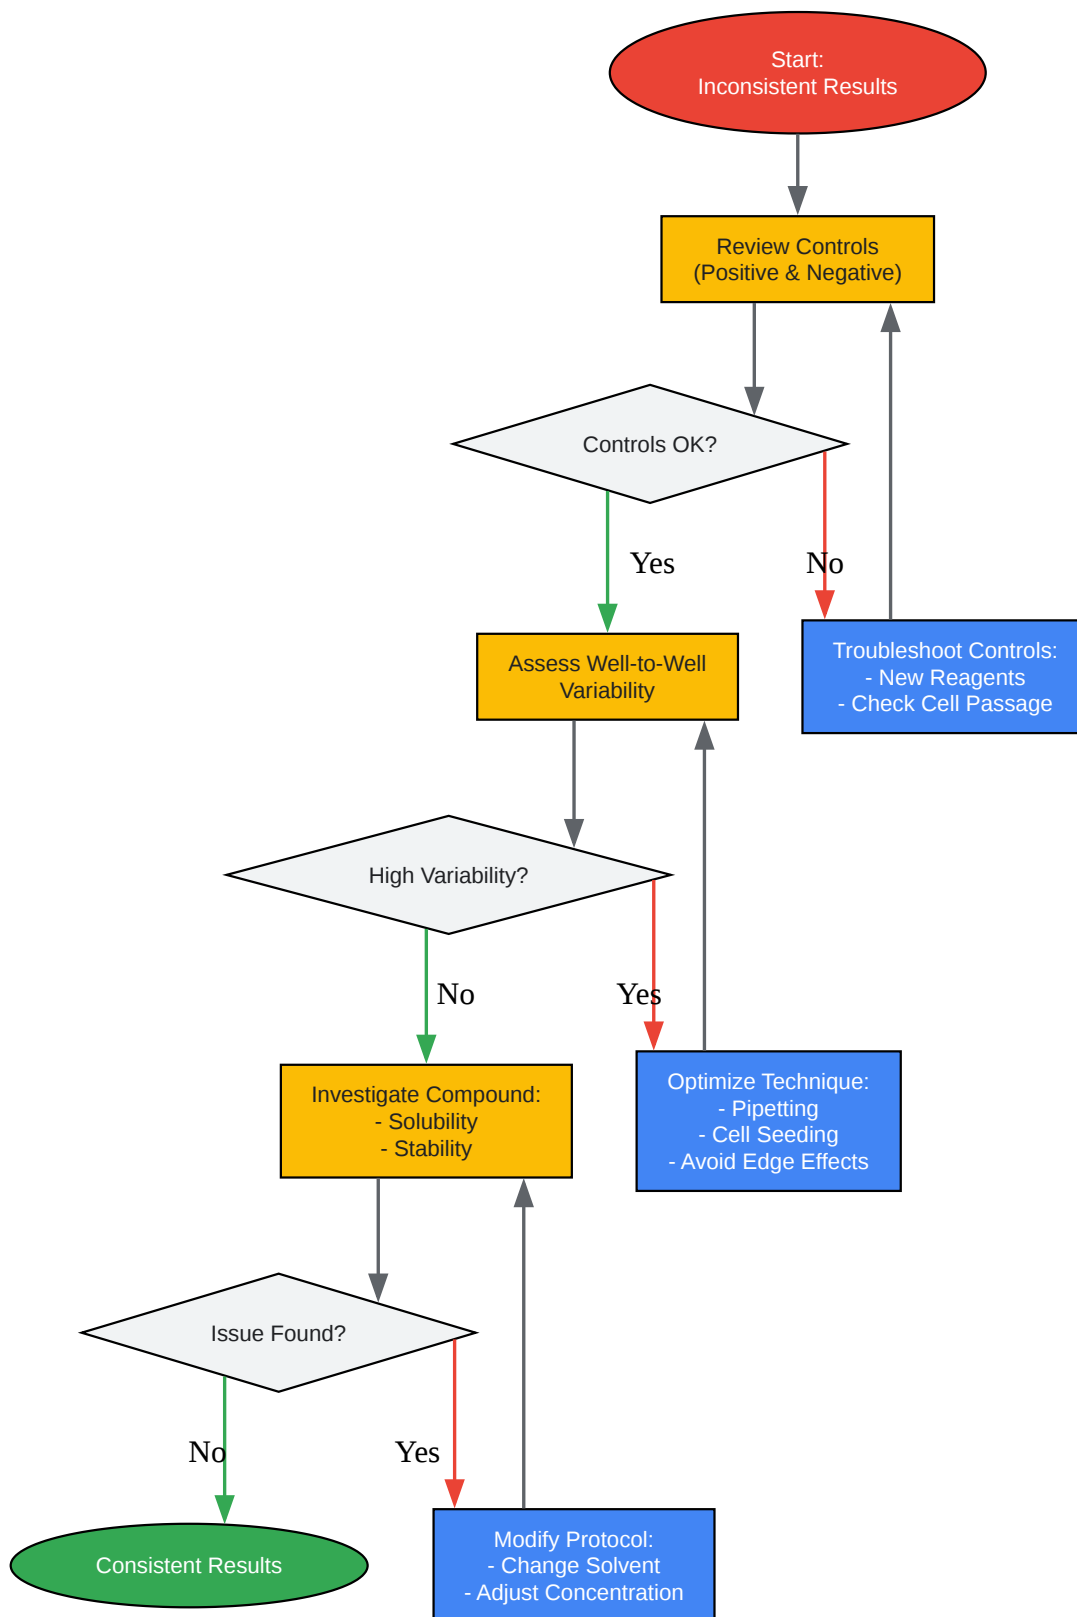 Start:
Inconsistent Results
Review Controls
(Positive & Negative)
Controls OK?
Yes
No
Assess Well-to-Well
Variability
Troubleshoot Controls:
- New Reagents
- Check Cell Passage
High Variability?
No
Yes
Investigate Compound:
- Solubility
- Stability
Optimize Technique:
- Pipetting
- Cell Seeding
- Avoid Edge Effects
Issue Found?
No
Yes
Consistent Results
Modify Protocol:
- Change Solvent
- Adjust Concentration